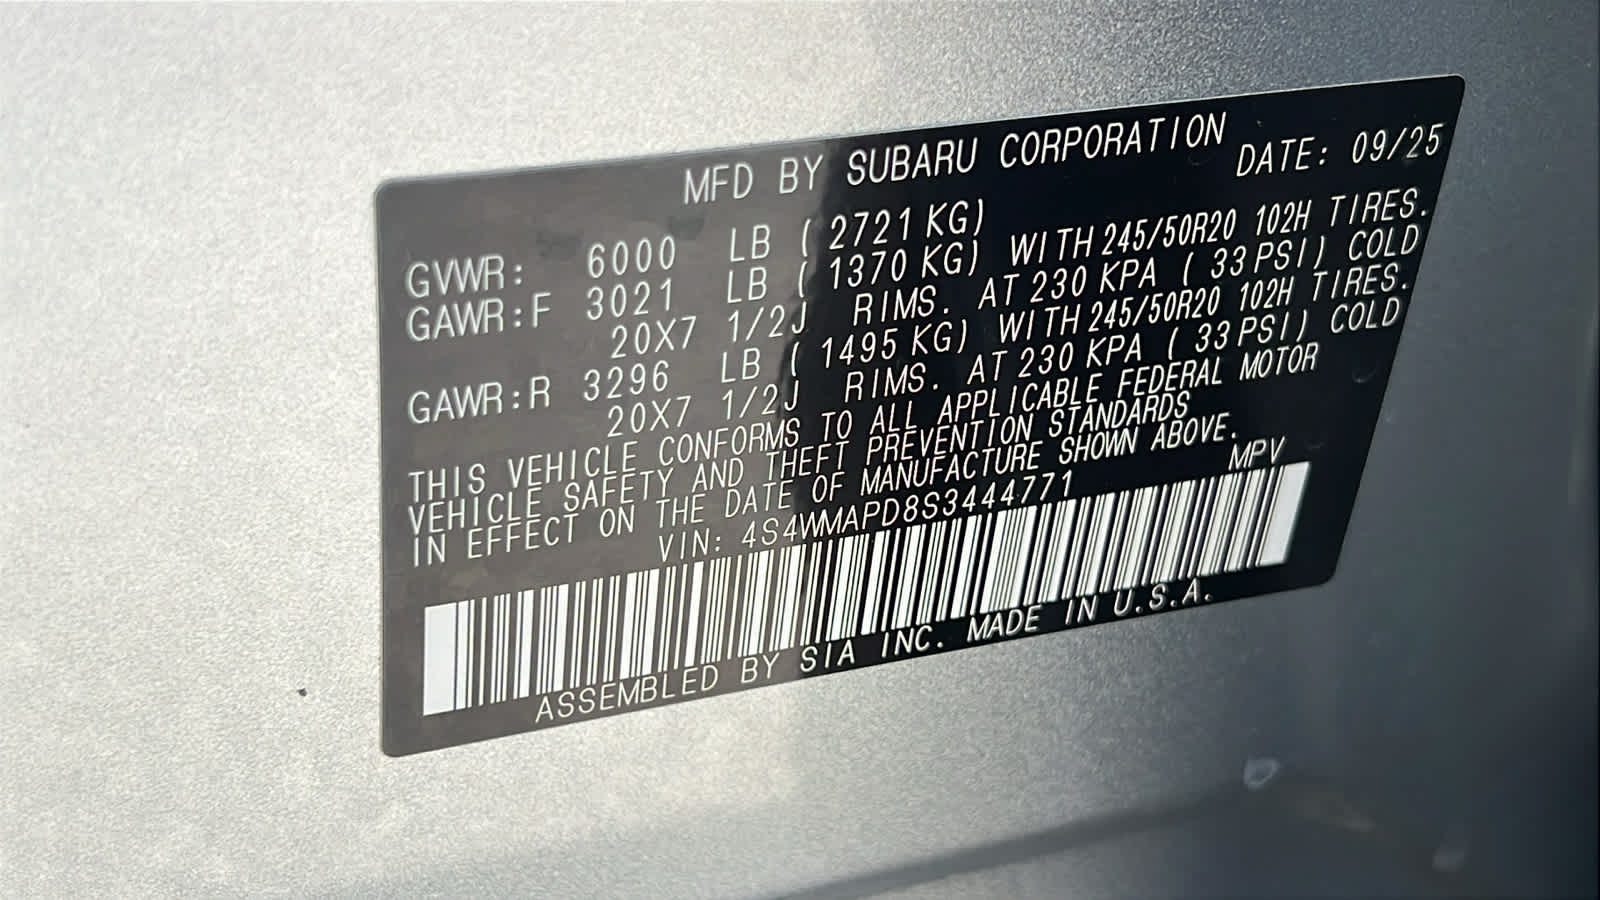 MFD BY SUBARU CORPORATION DATE: 09/25
GVWR: 6000 LB ( 2721 KG)
GAWR:F 3021 LB ( 1370 KG) WITH 245/50R20 102H TIRES.
20X7 1/2J RIMS. AT 230 KPA ( 33 PSI) COLD
GAWR:R 3296 LB ( 1495 KG) WITH 245/50R20 102H TIRES.
20X7 1/2J RIMS. AT 230 KPA ( 33 PSI) COLD
THIS VEHICLE CONFORMS TO ALL APPLICABLE FEDERAL MOTOR
VEHICLE SAFETY AND THEFT PREVENTION STANDARDS
IN EFFECT ON THE DATE OF MANUFACTURE SHOWN ABOVE.
VIN: 4S4WMAPD8S3444771 MPV
ASSEMBLED BY SIA INC. MADE IN U.S.A.